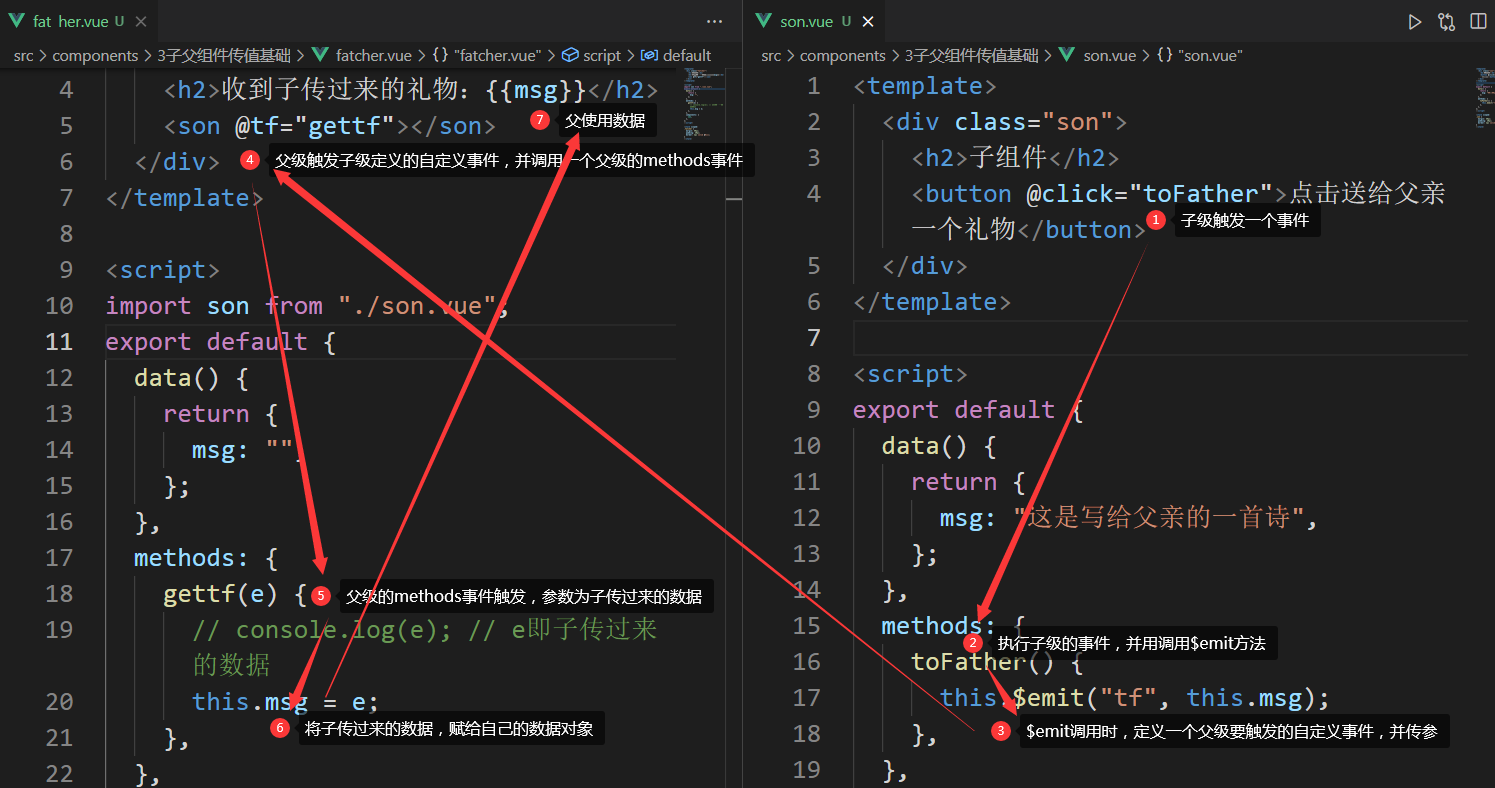 fat her.vue U
src > components > 3子父组件传值基础 > fatcher.vue > {} "fatcher.vue" > script > default
4 <h2>收到子传过来的礼物：{{msg}}</h2>
5 <son @tf="gettf"></son>
7 父使用数据
6 </div>
4 父级触发子级定义的自定义事件，并调用一个父级的methods事件
7 </template>
8
9 <script>
10 import son from "./son.vue";
11 export default {
12 data() {
13 return {
14 msg: "",
15 };
16 },
17 methods: {
18 gettf(e) {
5 父级的methods事件触发，参数为子传过来的数据
19 // console.log(e); // e即子传过来
的数据
20 this.msg = e;
6 将子传过来的数据，赋给自己的数据对象
21 },
22 },
son.vue U
src > components > 3子父组件传值基础 > son.vue > {} "son.vue"
1 <template>
2 <div class="son">
3 <h2>子组件</h2>
4 <button @click="toFather">点击送给父亲
一个礼物</button>
1 子级触发一个事件
5 </div>
6 </template>
7
8 <script>
9 export default {
10 data() {
11 return {
12 msg: "这是写给父亲的一首诗",
13 };
14 },
15 methods: {
2 执行子级的事件，并用调用$emit方法
16 toFather() {
17 this.$emit("tf", this.msg);
3 $emit调用时，定义一个父级要触发的自定义事件，并传参
18 },
19 },